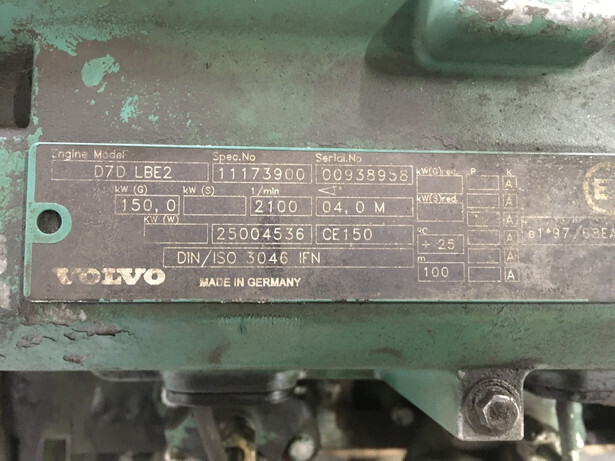 Engine Model Spec.No Serial.No kW(G)red. P K
D7D LBE2 11173900 00938958 A
kW (G) kW (S) 1/min kW(S)red.
150,0 2100 04,0 M A
KW (W) °C
25004536 CE150 + 25 A e1*97/68EA
DIN/ISO 3046 IFN m
100 A
VOLVO MADE IN GERMANY